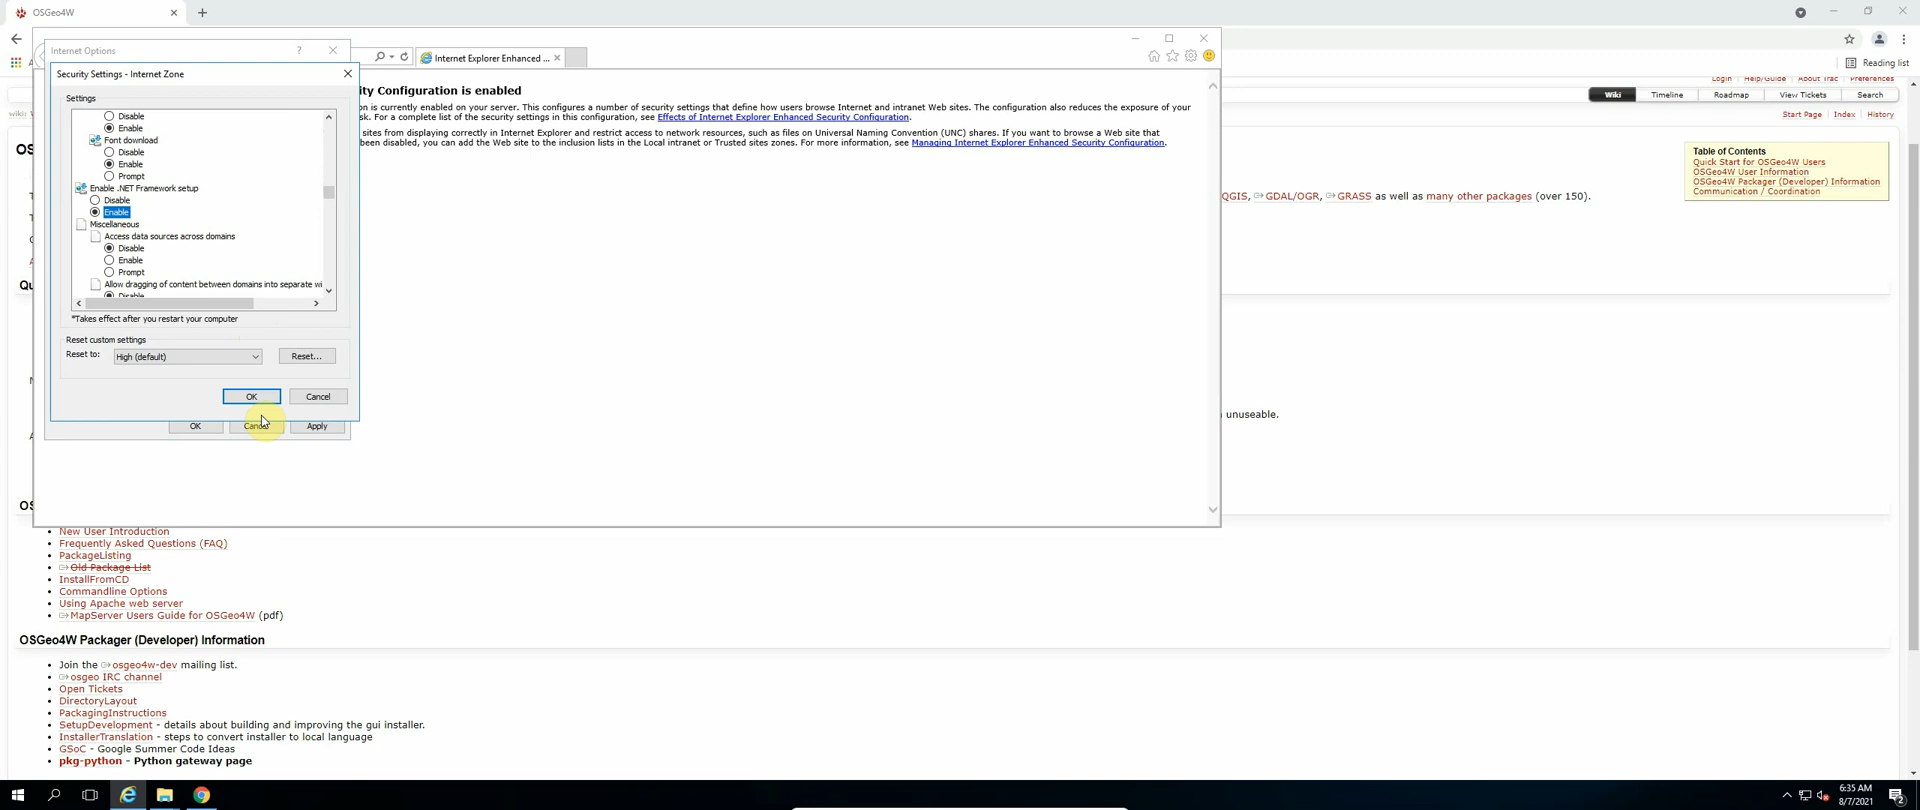 OSGeo4W
Reading list
Internet Options
Internet Explorer Enhanced ...
Security Settings - Internet Zone
Login Help/Guide About Trac Preferences
Wiki Timeline Roadmap View Tickets Search
wiki:
Start Page Index History
ity Configuration is enabled
Settings
Disable
Enable
Font download
Disable
Enable
Prompt
Enable .NET Framework setup
Disable
Enable
Miscellaneous
Access data sources across domains
Disable
Enable
Prompt
Allow dragging of content between domains into separate wi
Disable
*Takes effect after you restart your computer
Reset custom settings
Reset to: High (default) Reset...
OK Cancel
OK Cancel Apply
on is currently enabled on your server. This configures a number of security settings that define how users browse Internet and intranet Web sites. The configuration also reduces the exposure of your
sk. For a complete list of the security settings in this configuration, see Effects of Internet Explorer Enhanced Security Configuration.
sites from displaying correctly in Internet Explorer and restrict access to network resources, such as files on Universal Naming Convention (UNC) shares. If you want to browse a Web site that
been disabled, you can add the Web site to the inclusion lists in the Local intranet or Trusted sites zones. For more information, see Managing Internet Explorer Enhanced Security Configuration.
Table of Contents
Quick Start for OSGeo4W Users
OSGeo4W User Information
OSGeo4W Packager (Developer) Information
Communication / Coordination
QGIS, GDAL/OGR, GRASS as well as many other packages (over 150).
unuseable.
New User Introduction
Frequently Asked Questions (FAQ)
PackageListing
Old Package List
InstallFromCD
Commandline Options
Using Apache web server
MapServer Users Guide for OSGeo4W (pdf)
OSGeo4W Packager (Developer) Information
Join the osgeo4w-dev mailing list.
osgeo IRC channel
Open Tickets
DirectoryLayout
PackagingInstructions
SetupDevelopment - details about building and improving the gui installer.
InstallerTranslation - steps to convert installer to local language
GSoC - Google Summer Code Ideas
pkg-python - Python gateway page
6:35 AM
8/7/2021
2